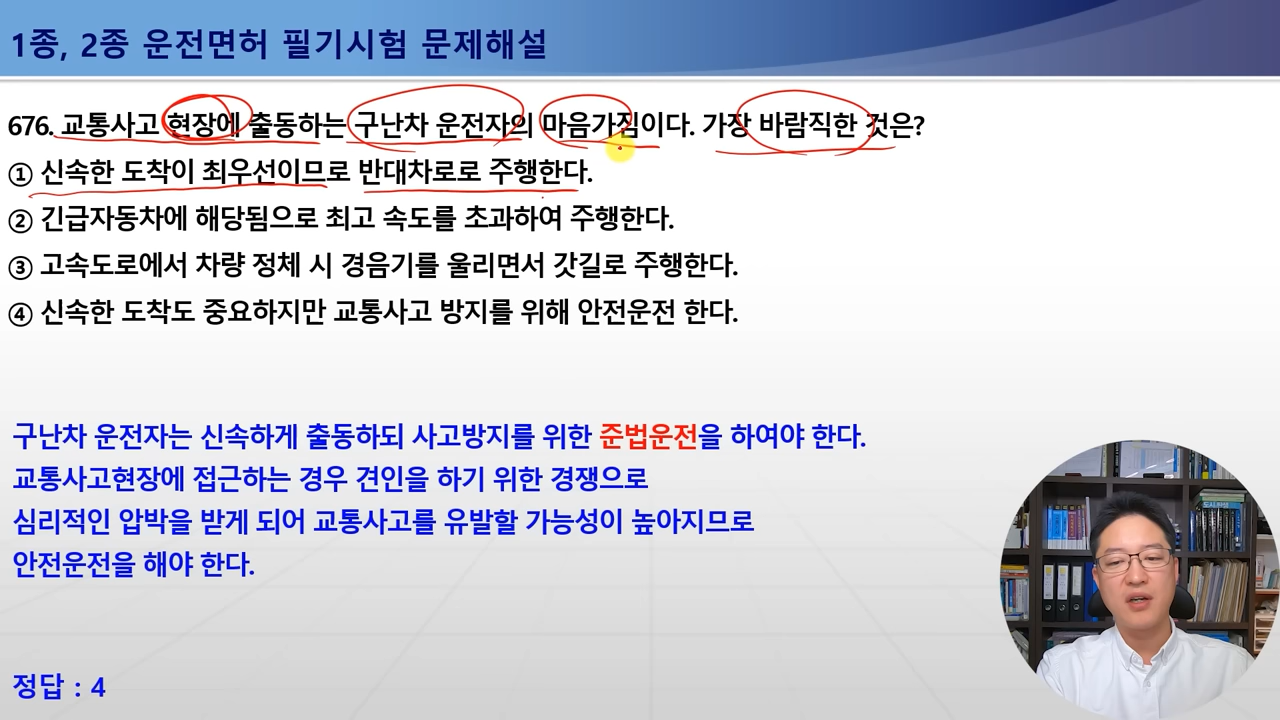 1종, 2종 운전면허 필기시험 문제해설
676. 교통사고 현장에 출동하는 구난차 운전자의 마음가짐이다. 가장 바람직한 것은?
① 신속한 도착이 최우선이므로 반대차로로 주행한다.
② 긴급자동차에 해당됨으로 최고 속도를 초과하여 주행한다.
③ 고속도로에서 차량 정체 시 경음기를 울리면서 갓길로 주행한다.
④ 신속한 도착도 중요하지만 교통사고 방지를 위해 안전운전 한다.
구난차 운전자는 신속하게 출동하되 사고방지를 위한 준법운전을 하여야 한다.
교통사고현장에 접근하는 경우 견인을 하기 위한 경쟁으로
심리적인 압박을 받게 되어 교통사고를 유발할 가능성이 높아지므로
안전운전을 해야 한다.
정답 : 4